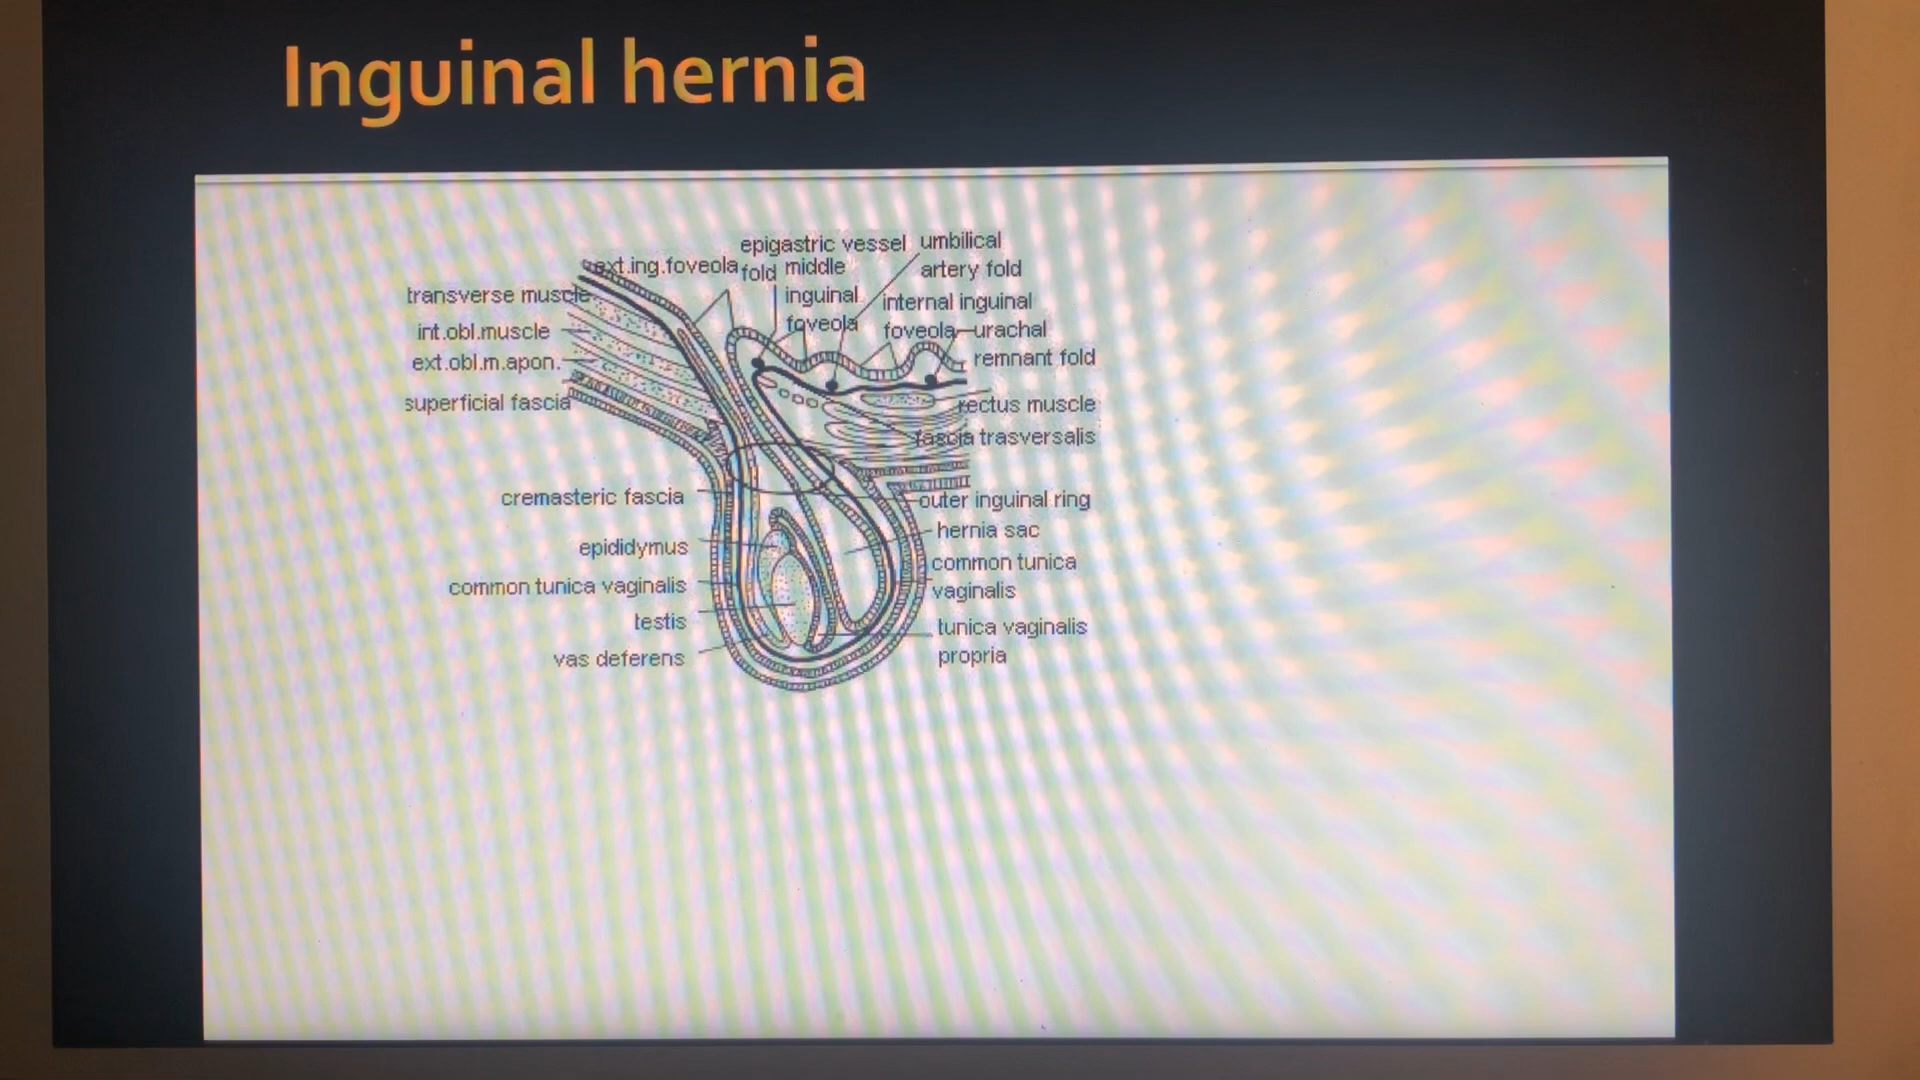 Inguinal hernia
epigastric vessel
fold
umbilical
artery fold
ext.ing.foveola
middle
inguinal
foveola
internal inguinal
foveola
urachal
remnant fold
transverse muscle
int.obl.muscle
ext.obl.m.apon.
superficial fascia
rectus muscle
fascia trasversalis
cremasteric fascia
outer inguinal ring
hernia sac
epididymus
common tunica
vaginalis
common tunica vaginalis
testis
tunica vaginalis
propria
vas deferens